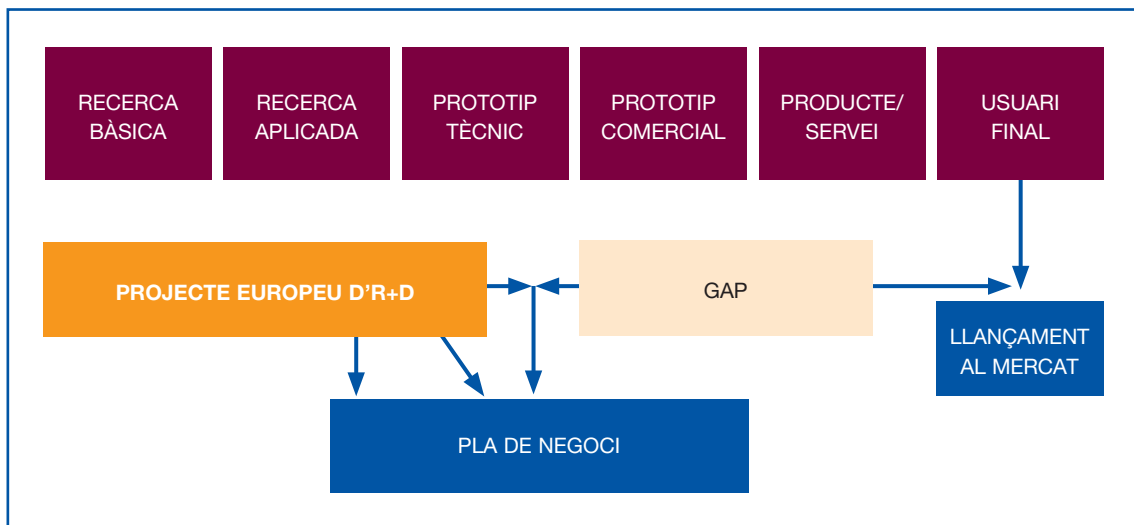 RECERCA
BÀSICA
RECERCA
APLICADA
PROTOTIP
TÈCNIC
PROTOTIP
COMERCIAL
PRODUCTE/
SERVEI
USUARI
FINAL
PROJECTE EUROPEU D’R+D
GAP
LLANÇAMENT
AL MERCAT
PLA DE NEGOCI